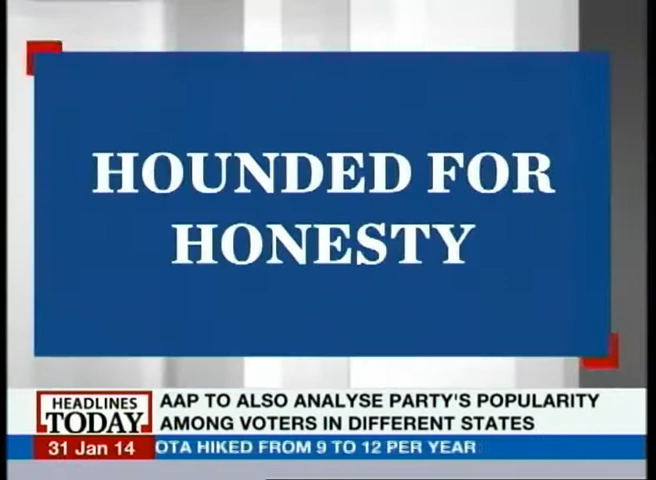 HOUNDED FOR
HONESTY
HEADLINES
TODAY
AAP TO ALSO ANALYSE PARTY'S POPULARITY
AMONG VOTERS IN DIFFERENT STATES
31 Jan 14
OTA HIKED FROM 9 TO 12 PER YEAR